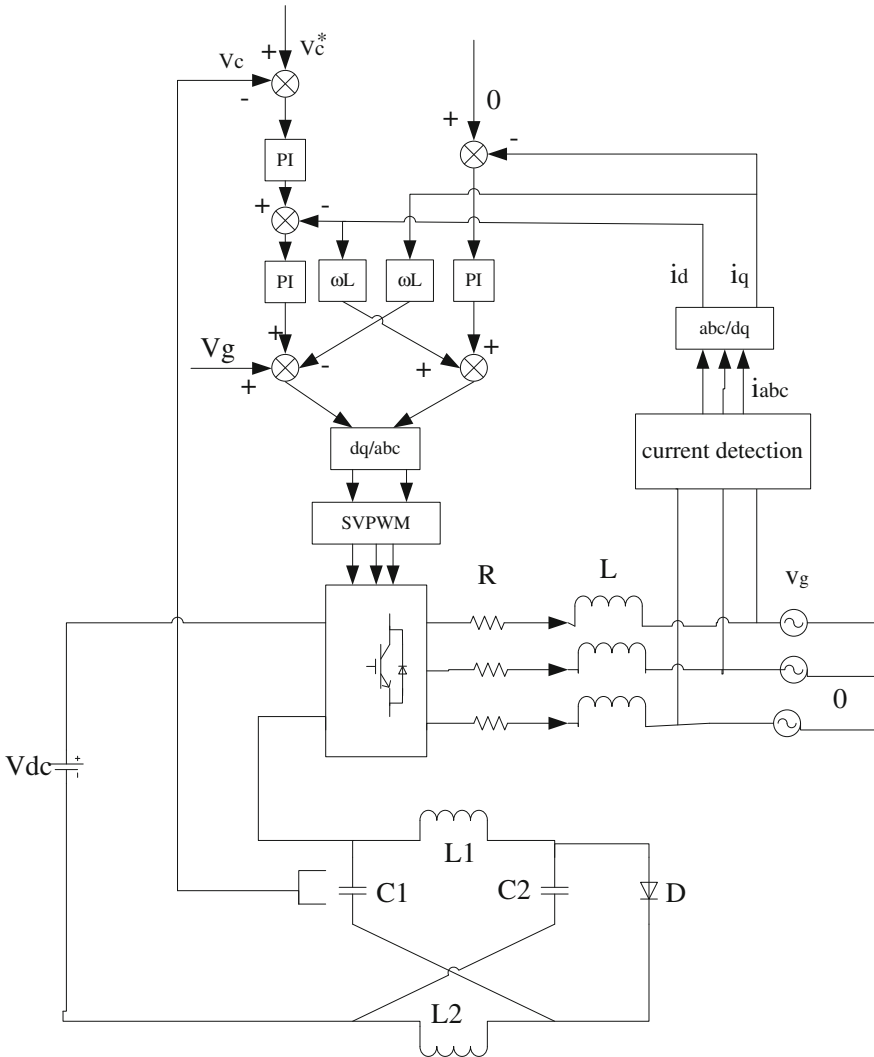 +
Vc
Vc*
-
0
+
-
PI
+
-
PI
ωL
ωL
PI
id
iq
abc/dq
Vg
+
+
-
+
+
iabc
current detection
dq/abc
SVPWM
R
L
vg
0
Vdc
+
-
L1
C1
C2
D
L2